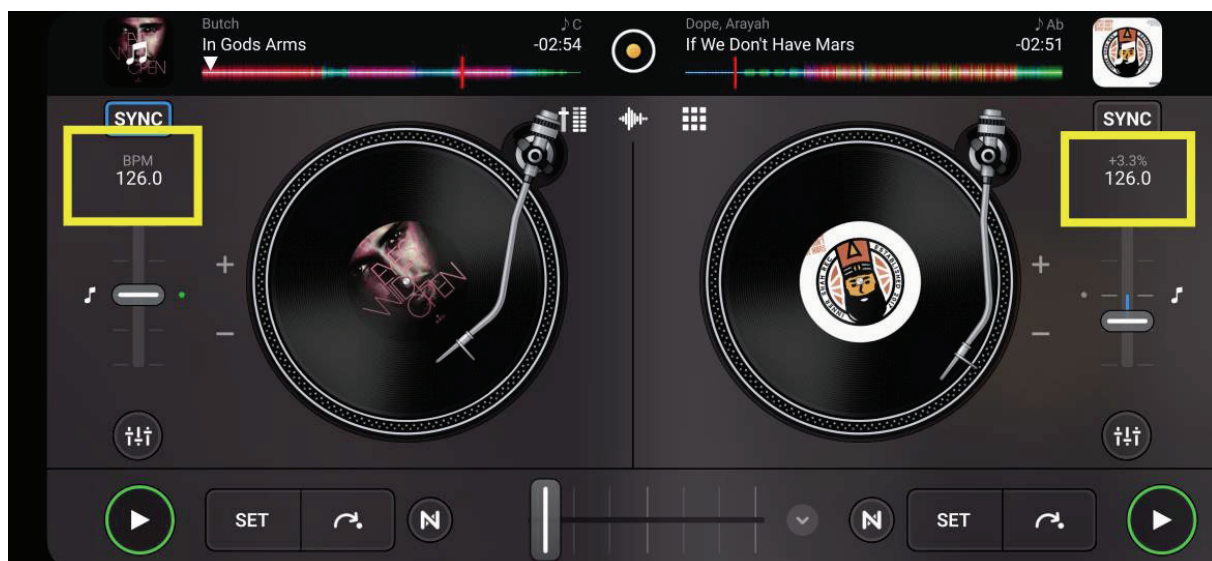 Butch
♪ C
In Gods Arms
-02:54
Dope, Arayah
♪ Ab
If We Don't Have Mars
-02:51
SYNC
SYNC
BPM
126.0
+3.3%
126.0
SET
SET